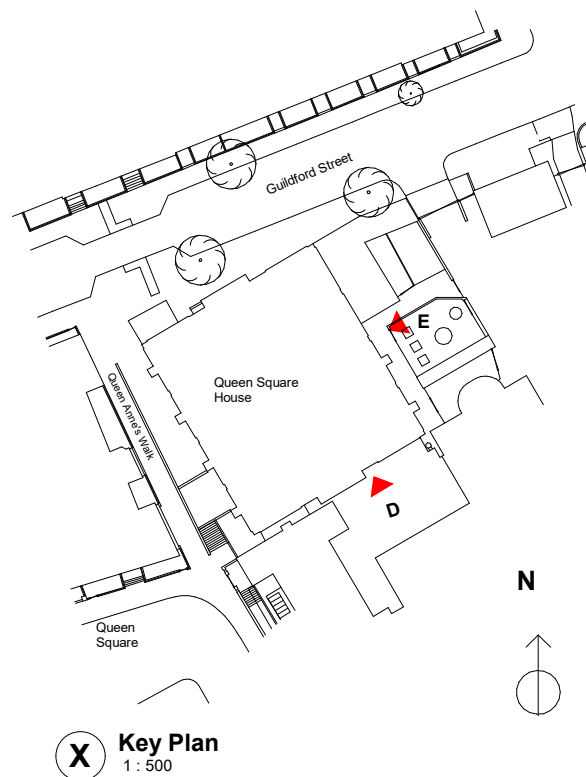 Guildford Street
E
Queen Square
House
Queen Anne's Walk
D
N
Queen
Square
X
Key Plan
1 : 500